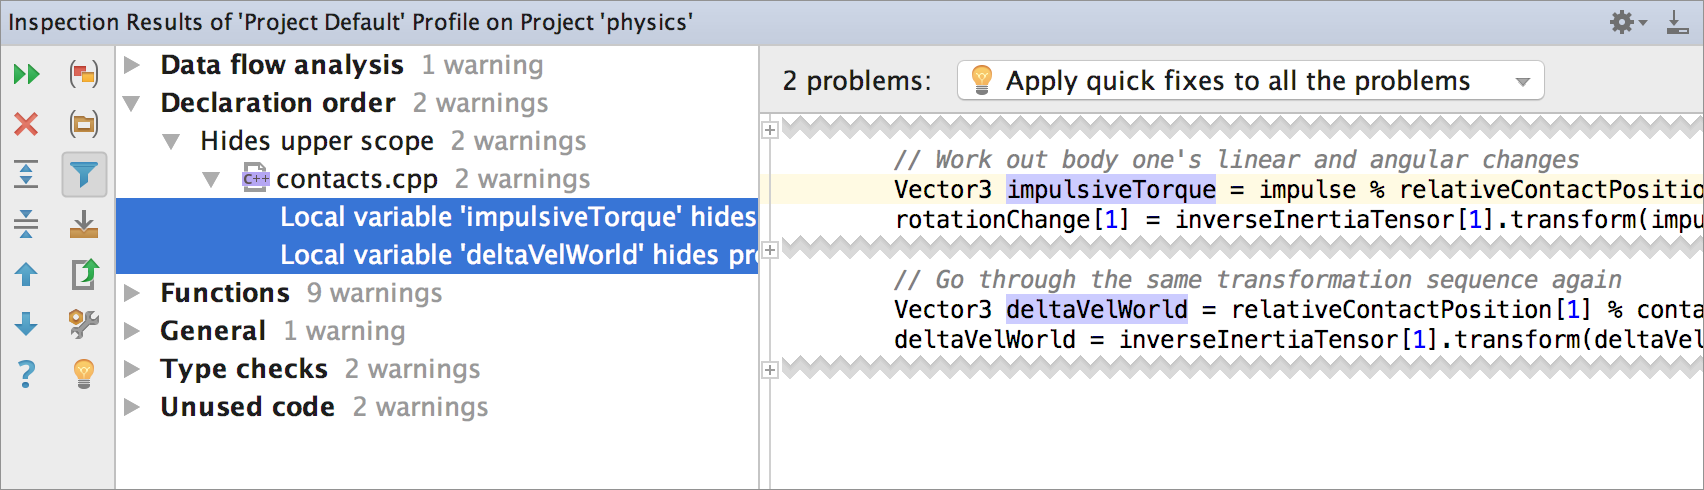 Inspection Results of 'Project Default' Profile on Project 'physics'
Data flow analysis 1 warning
Declaration order 2 warnings
Hides upper scope 2 warnings
C++ contacts.cpp 2 warnings
Local variable 'impulsiveTorque' hides
Local variable 'deltaVelWorld' hides pro
Functions 9 warnings
General 1 warning
Type checks 2 warnings
Unused code 2 warnings
?
2 problems: Apply quick fixes to all the problems
// Work out body one's linear and angular changes
Vector3 impulsiveTorque = impulse % relativeContactPositio
rotationChange[1] = inverseInertiaTensor[1].transform(impu
// Go through the same transformation sequence again
Vector3 deltaVelWorld = relativeContactPosition[1] % conta
deltaVelWorld = inverseInertiaTensor[1].transform(deltaVel